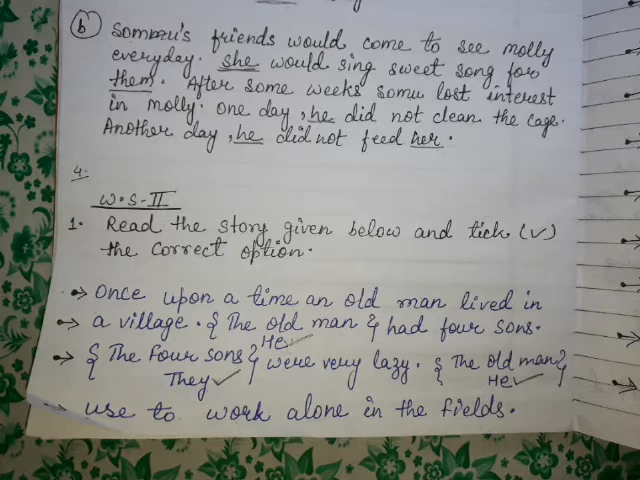 (b) Somu's friends would come to see molly
everyday. she would sing sweet song for
them. After some weeks somu lost interest
in molly. one day, he did not clean the cage.
Another day, he did not feed her.
4.
W.S-II
1. Read the story given below and tick (✓)
the correct option.
→ Once upon a time an old man lived in
→ a village. { The old man } had four sons.
He ✓
→ { The Four sons } were very lazy. { The old man }
They ✓ He ✓
→ use to work alone in the fields.